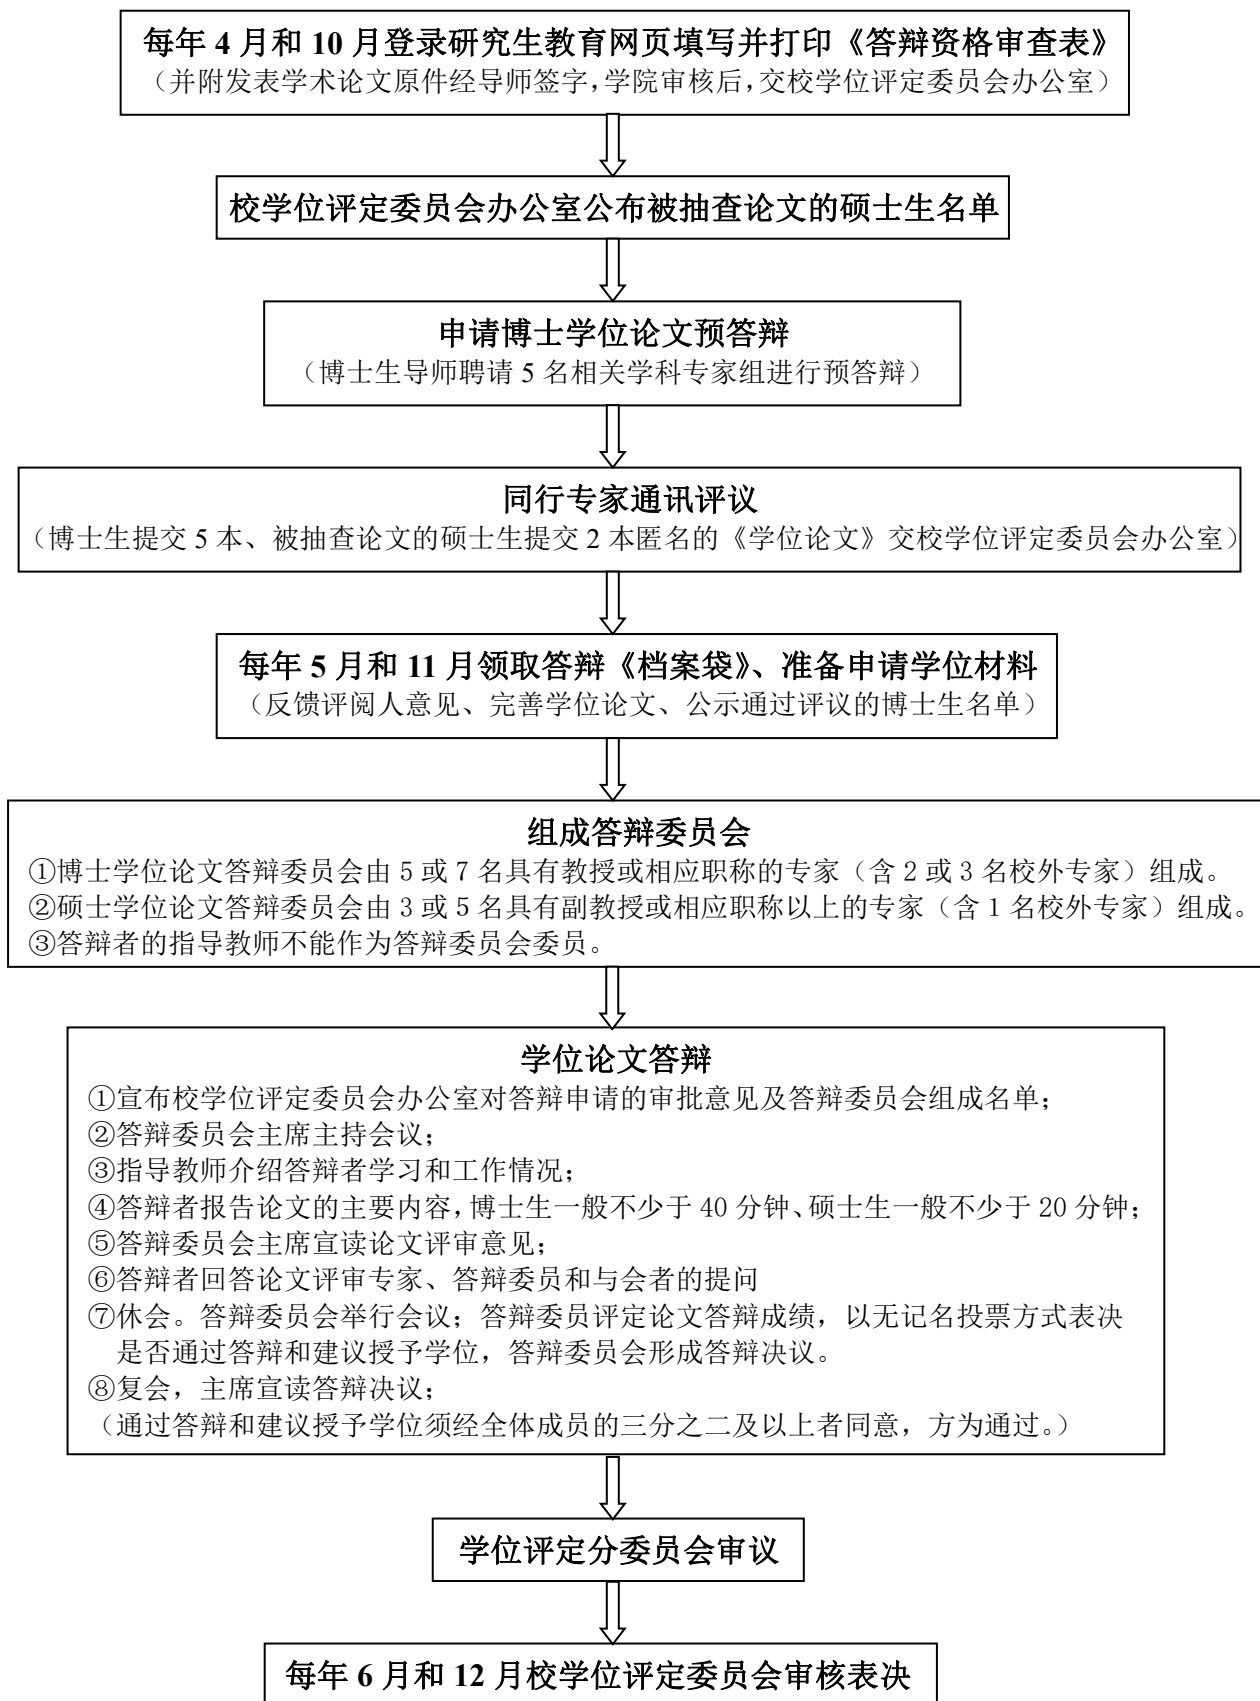 每年 4 月和 10 月登录研究生教育网页填写并打印《答辩资格审查表》
（并附发表学术论文原件经导师签字，学院审核后，交校学位评定委员会办公室）
校学位评定委员会办公室公布被抽查论文的硕士生名单
申请博士学位论文预答辩
（博士生导师聘请 5 名相关学科专家组进行预答辩）
同行专家通讯评议
（博士生提交 5 本、被抽查论文的硕士生提交 2 本匿名的《学位论文》交校学位评定委员会办公室）
每年 5 月和 11 月领取答辩《档案袋》、准备申请学位材料
（反馈评阅人意见、完善学位论文、公示通过评议的博士生名单）
组成答辩委员会
①博士学位论文答辩委员会由 5 或 7 名具有教授或相应职称的专家（含 2 或 3 名校外专家）组成。
②硕士学位论文答辩委员会由 3 或 5 名具有副教授或相应职称以上的专家（含 1 名校外专家）组成。
③答辩者的指导教师不能作为答辩委员会委员。
学位论文答辩
①宣布校学位评定委员会办公室对答辩申请的审批意见及答辩委员会组成名单；
②答辩委员会主席主持会议；
③指导教师介绍答辩者学习和工作情况；
④答辩者报告论文的主要内容，博士生一般不少于 40 分钟、硕士生一般不少于 20 分钟；
⑤答辩委员会主席宣读论文评审意见；
⑥答辩者回答论文评审专家、答辩委员和与会者的提问
⑦休会。答辩委员会举行会议；答辩委员评定论文答辩成绩，以无记名投票方式表决
是否通过答辩和建议授予学位，答辩委员会形成答辩决议。
⑧复会，主席宣读答辩决议；
（通过答辩和建议授予学位须经全体成员的三分之二及以上者同意，方为通过。）
学位评定分委员会审议
每年 6 月和 12 月校学位评定委员会审核表决